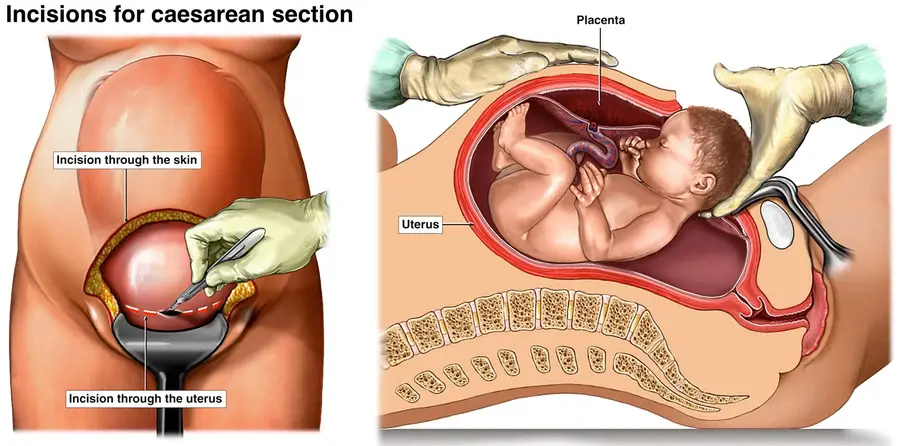 Incisions for caesarean section
Incision through the skin
Incision through the uterus
Placenta
Uterus